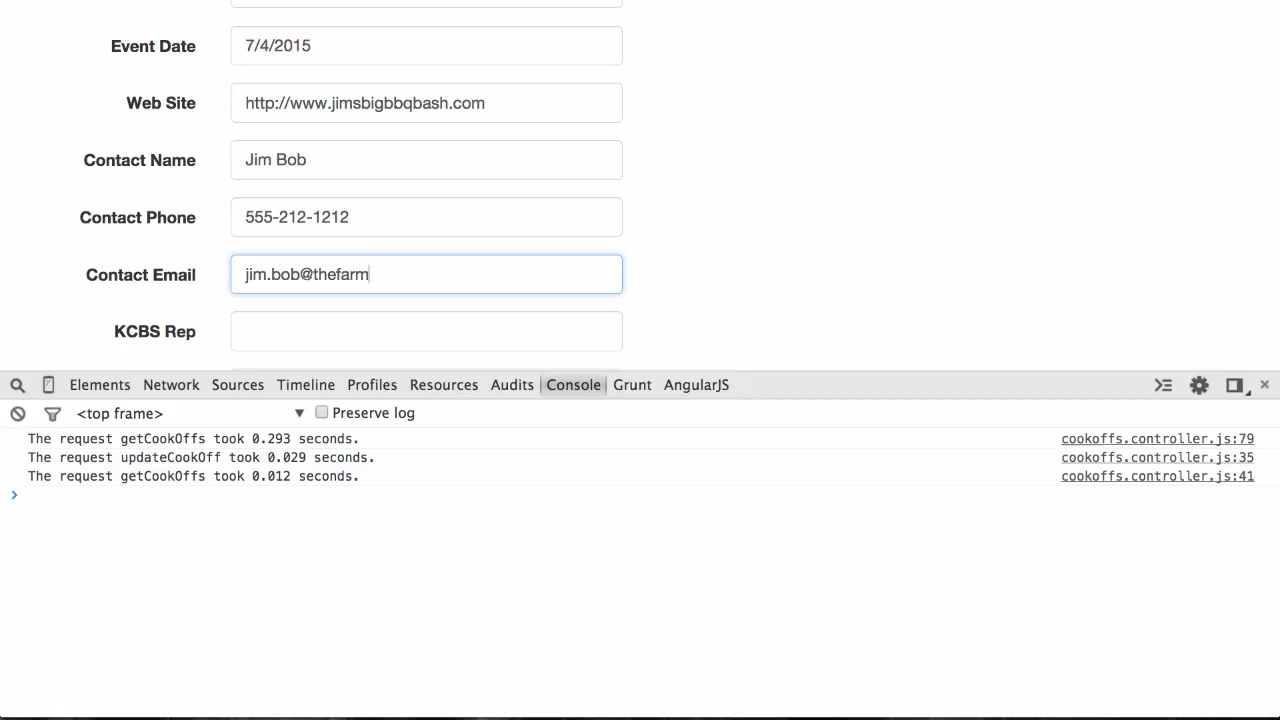 Event Date 7/4/2015
Web Site http://www.jimsbigbbqbash.com
Contact Name Jim Bob
Contact Phone 555-212-1212
Contact Email jim.bob@thefarm
KCBS Rep
Elements Network Sources Timeline Profiles Resources Audits Console Grunt AngularJS
<top frame> Preserve log
The request getCookOffs took 0.293 seconds. cookoffs.controller.js:79
The request updateCookOff took 0.029 seconds. cookoffs.controller.js:35
The request getCookOffs took 0.012 seconds. cookoffs.controller.js:41